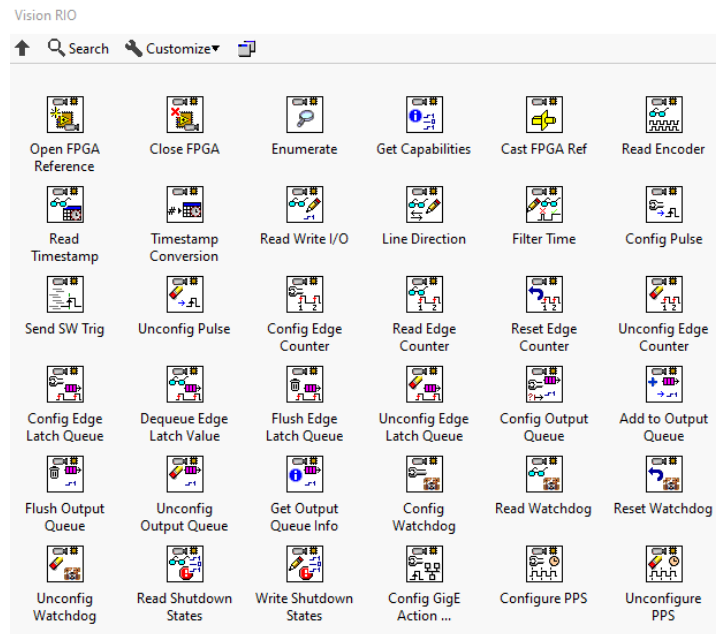 Vision RIO
Search Customize
Open FPGA Close FPGA Enumerate Get Capabilities Cast FPGA Ref Read Encoder
Reference
Read Timestamp Read Write I/O Line Direction Filter Time Config Pulse
Timestamp Conversion
Send SW Trig Unconfig Pulse Config Edge Read Edge Reset Edge Unconfig Edge
Counter Counter Counter Counter
Config Edge Dequeue Edge Flush Edge Unconfig Edge Config Output Add to Output
Latch Queue Latch Value Latch Queue Latch Queue Queue Queue
Flush Output Unconfig Get Output Config Read Watchdog Reset Watchdog
Queue Output Queue Queue Info Watchdog
Unconfig Read Shutdown Write Shutdown Config GigE Configure PPS Unconfigure
Watchdog States States Action ... PPS